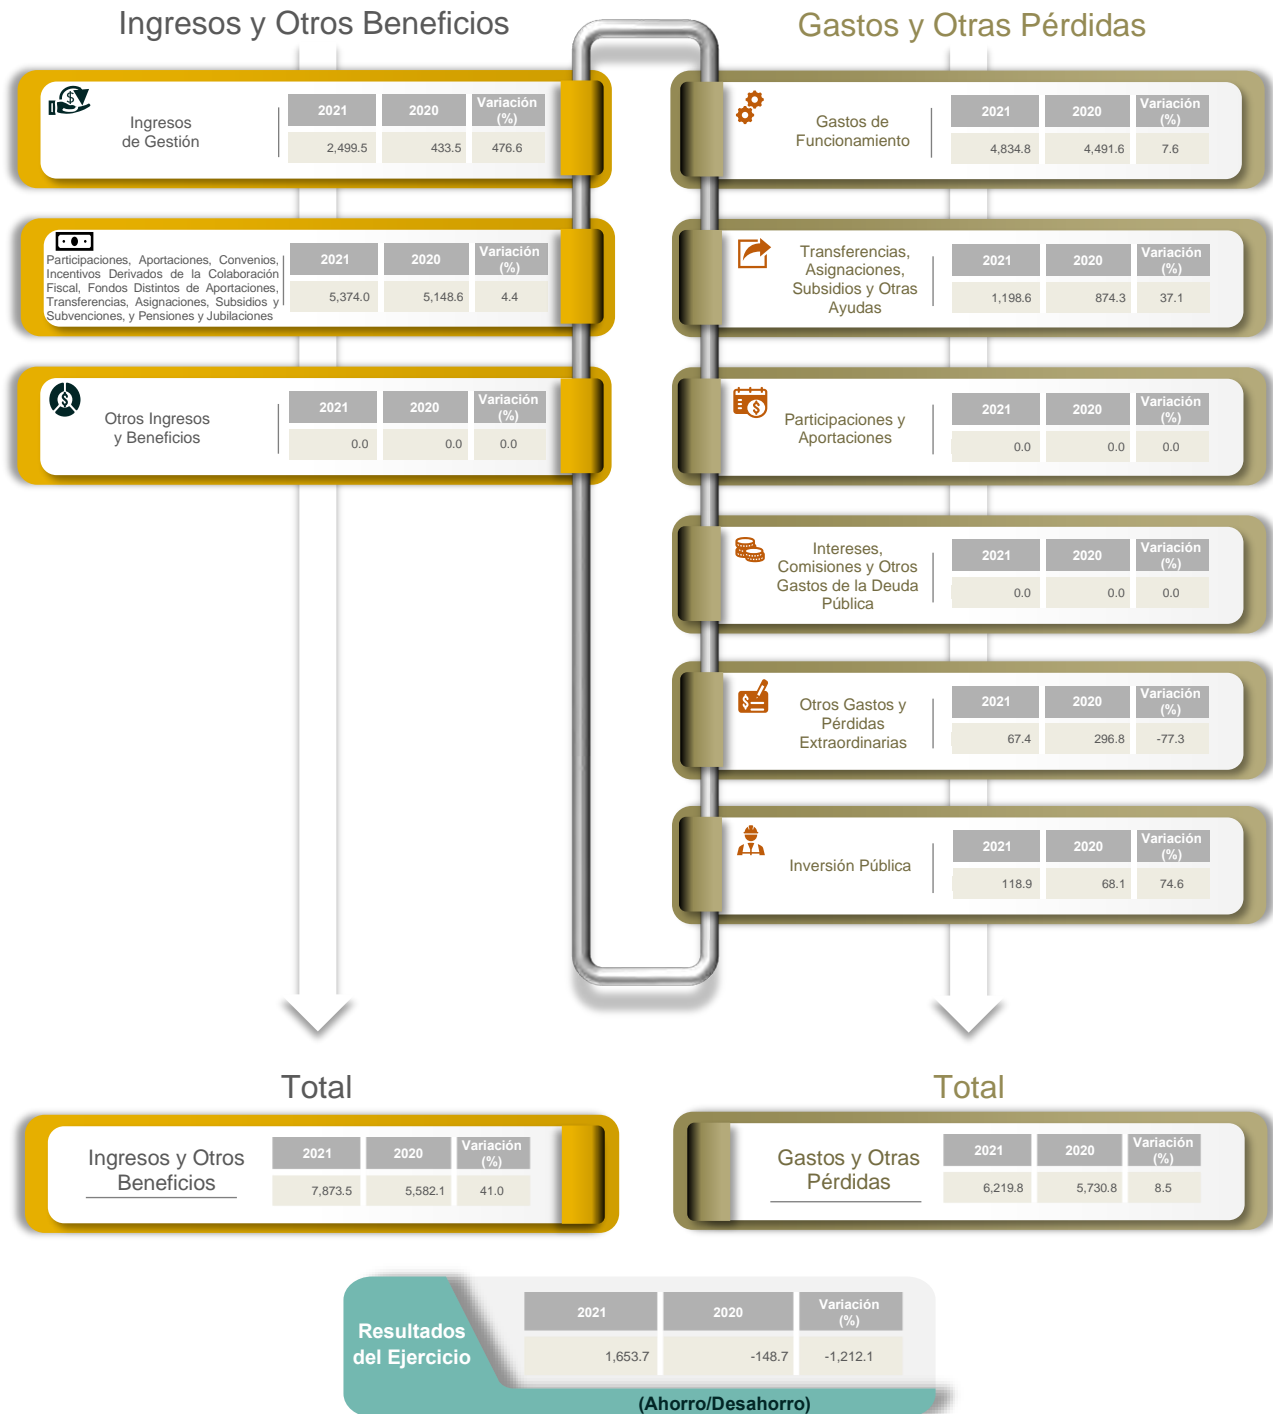 Ingresos y Otros Beneficios
Ingresos
de Gestión
2021 2020 Variación
(%)
2,499.5 433.5 476.6
Participaciones, Aportaciones, Convenios,
Incentivos Derivados de la Colaboración
Fiscal, Fondos Distintos de Aportaciones,
Transferencias, Asignaciones, Subsidios y
Subvenciones, y Pensiones y Jubilaciones
2021 2020 Variación
(%)
5,374.0 5,148.6 4.4
Otros Ingresos
y Beneficios
2021 2020 Variación
(%)
0.0 0.0 0.0
Gastos y Otras Pérdidas
Gastos de
Funcionamiento
2021 2020 Variación
(%)
4,834.8 4,491.6 7.6
Transferencias,
Asignaciones,
Subsidios y Otras
Ayudas
2021 2020 Variación
(%)
1,198.6 874.3 37.1
Participaciones y
Aportaciones
2021 2020 Variación
(%)
0.0 0.0 0.0
Intereses,
Comisiones y Otros
Gastos de la Deuda
Pública
2021 2020 Variación
(%)
0.0 0.0 0.0
Otros Gastos y
Pérdidas
Extraordinarias
2021 2020 Variación
(%)
67.4 296.8 -77.3
Inversión Pública
2021 2020 Variación
(%)
118.9 68.1 74.6
Total
Ingresos y Otros
Beneficios
2021 2020 Variación
(%)
7,873.5 5,582.1 41.0
Total
Gastos y Otras
Pérdidas
2021 2020 Variación
(%)
6,219.8 5,730.8 8.5
Resultados
del Ejercicio
2021 2020 Variación
(%)
1,653.7 -148.7 -1,212.1
(Ahorro/Desahorro)